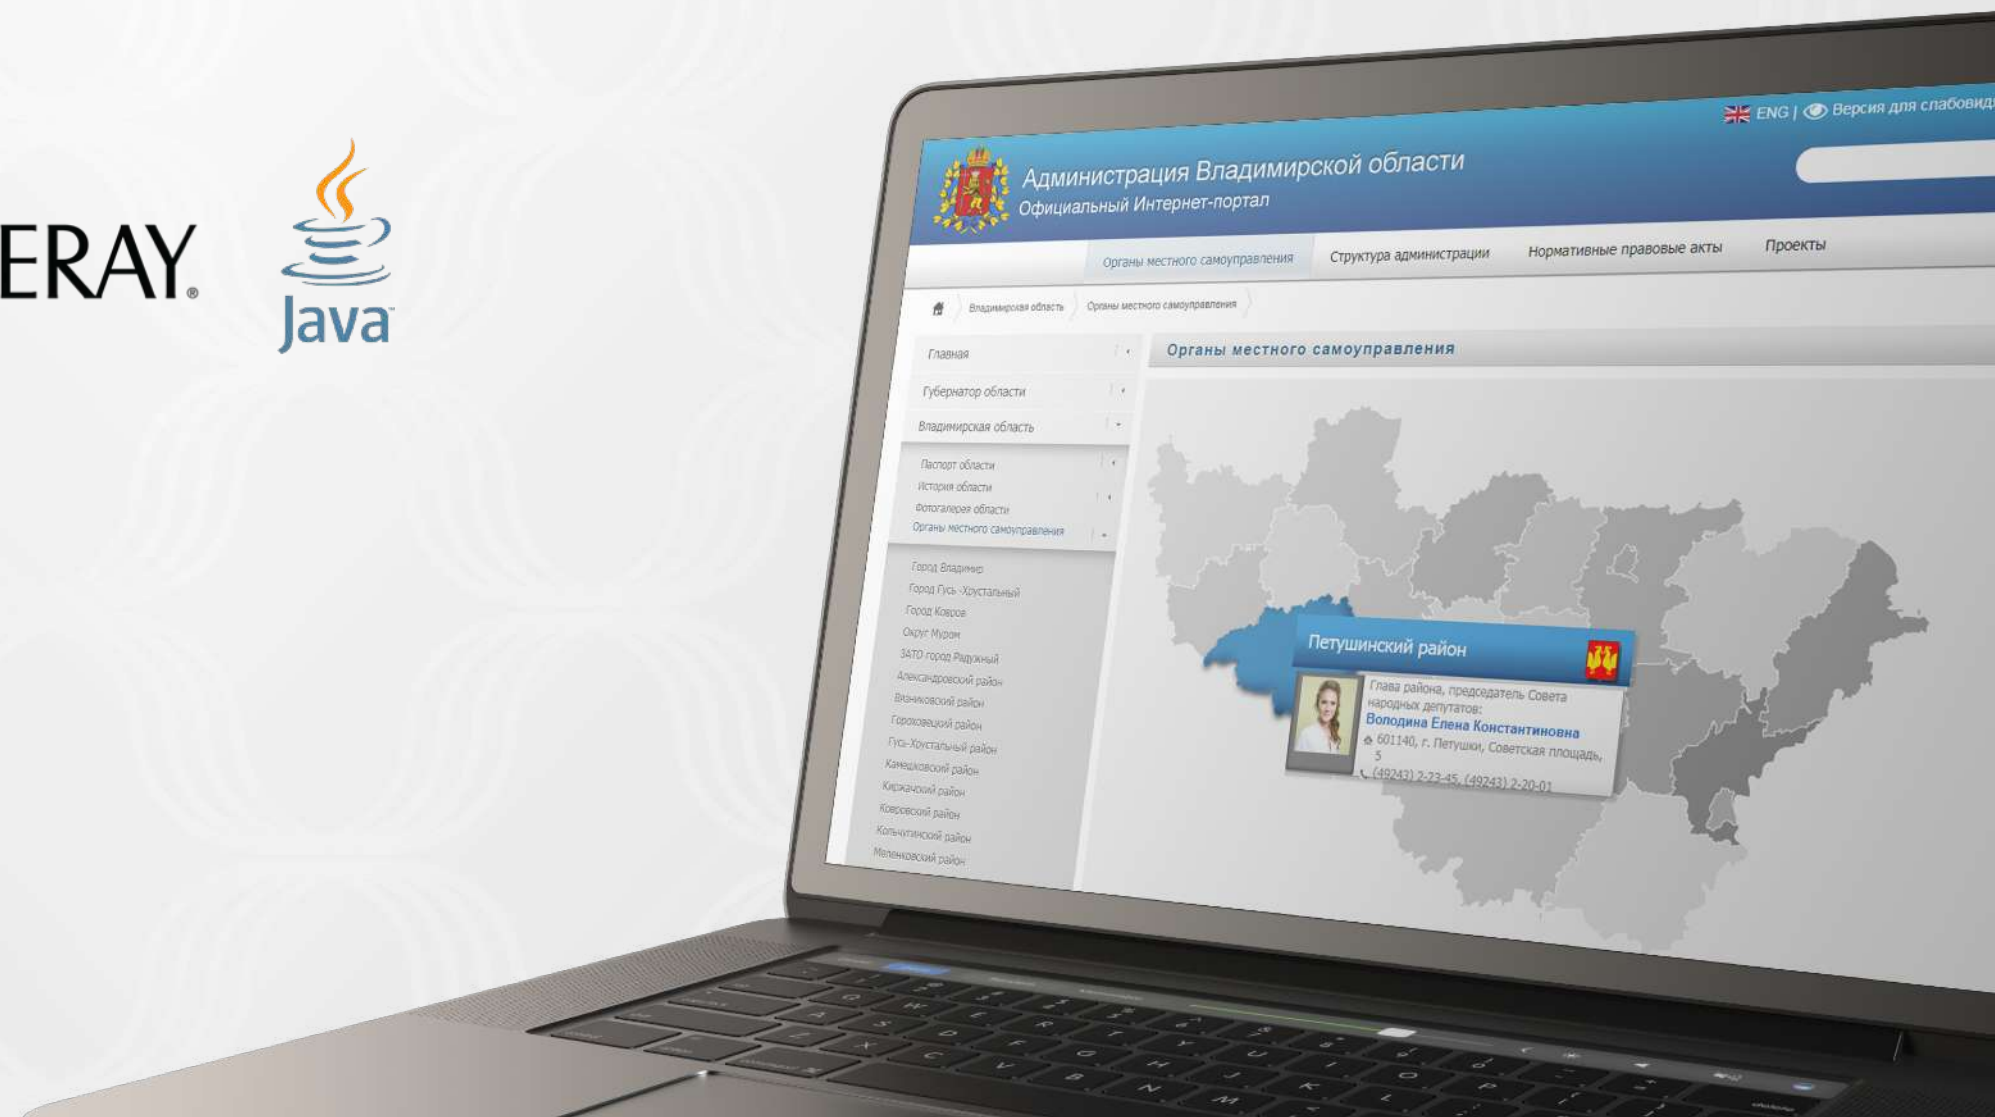 ERAY®
Java™
ENG | Версия для слабовид
Администрация Владимирской области
Официальный Интернет-портал
Органы местного самоуправления
Структура администрации
Нормативные правовые акты
Проекты
Владимирская область
Органы местного самоуправления
Главная
Губернатор области
Владимирская область
Паспорт области
История области
Фотогалерея области
Органы местного самоуправления
Город Владимир
Город Гусь -Хрустальный
Город Ковров
Округ Муром
ЗАТО город Радужный
Александровский район
Вязниковский район
Гороховецкий район
Гусь-Хрустальный район
Камешковский район
Киржачский район
Ковровский район
Кольчугинский район
Меленковский район
Органы местного самоуправления
Петушинский район
Глава района, председатель Совета
народных депутатов:
Володина Елена Константиновна
601140, г. Петушки, Советская площадь,
5
(49243) 2-23-45, (49243) 2-20-01